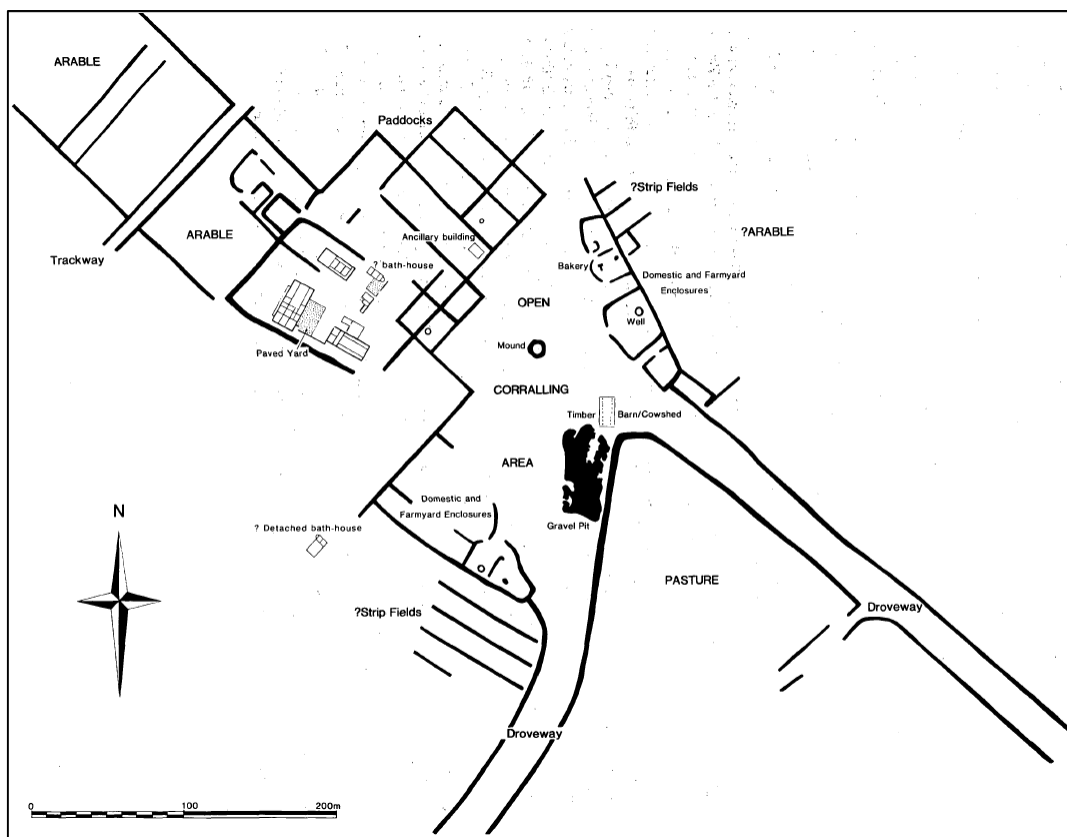 ARABLE
Paddocks
?Strip Fields
ARABLE
?ARABLE
Ancillary building
Trackway
? bath-house
Bakery
Domestic and Farmyard
Enclosures
OPEN
Well
Mound
Paved Yard
CORRALLING
Timber Barn/Cowshed
AREA
Domestic and
Farmyard Enclosures
N
? Detached bath-house
Gravel Pit
PASTURE
?Strip Fields
Droveway
Droveway
0 100 200m